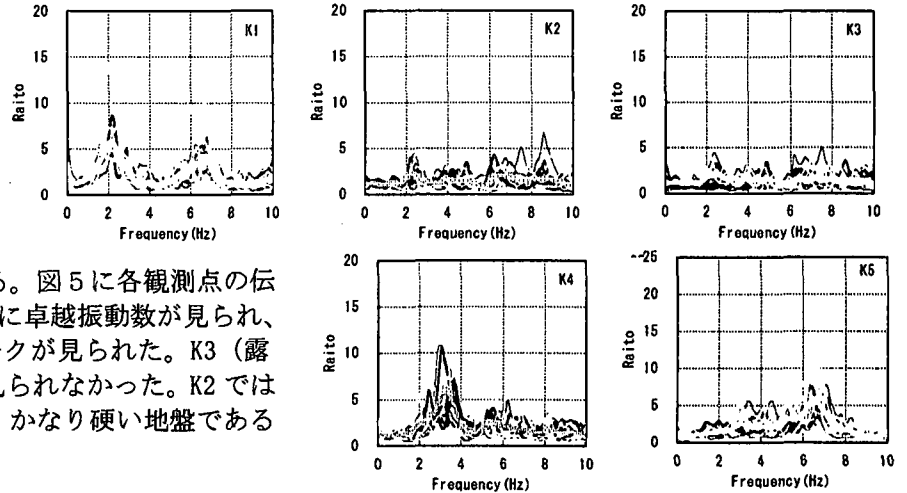 20
15
10
5
0
Raito
K1
0 2 4 6 8 10
Frequency(Hz)
20
15
10
5
0
Raito
K2
0 2 4 6 8 10
Frequency(Hz)
20
15
10
5
0
Raito
K3
0 2 4 6 8 10
Frequency(Hz)
。図5に各観測点の伝
に卓越振動数が見られ、
クが見られた。K3（露
られなかった。K2では
かなり硬い地盤である
20
15
10
5
0
Raito
K4
0 2 4 6 8 10
Frequency(Hz)
25
20
15
10
5
0
Raito
K5
0 2 4 6 8 10
Frequency(Hz)